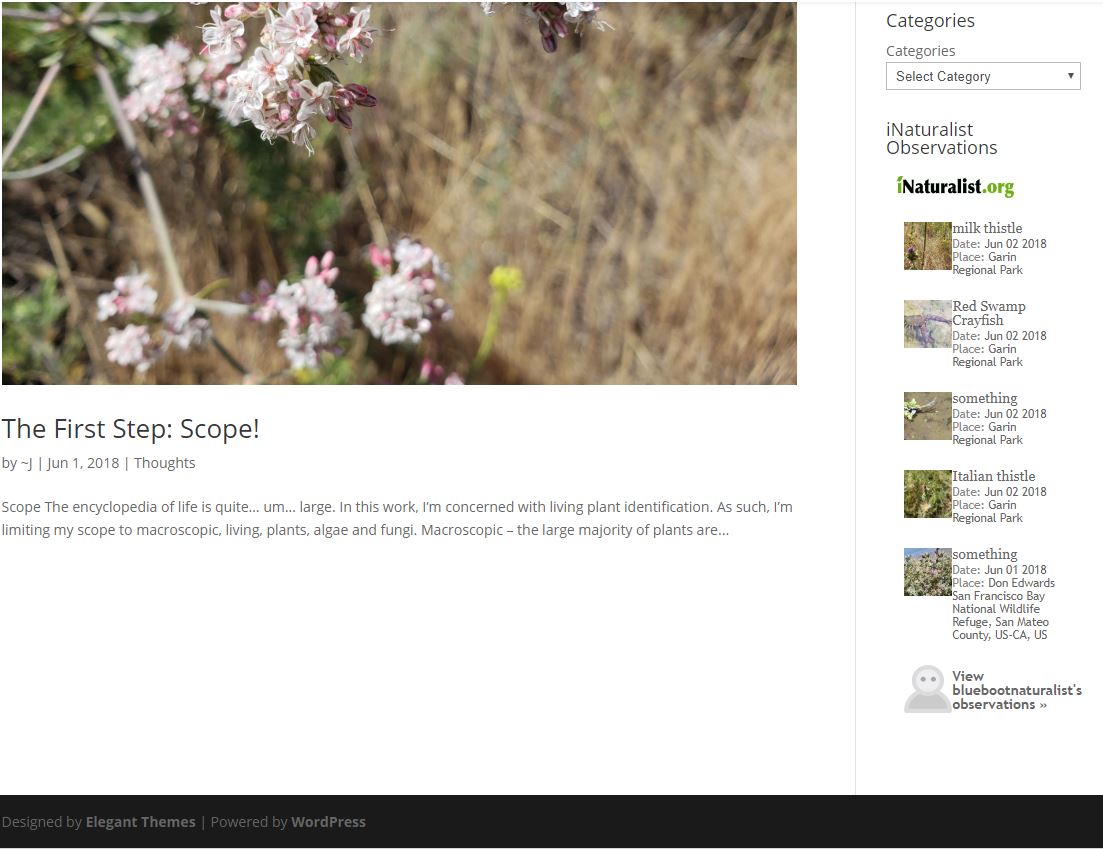 The First Step: Scope!
by ~J | Jun 1, 2018 | Thoughts
Scope The encyclopedia of life is quite… um… large. In this work, I’m concerned with living plant identification. As such, I’m
limiting my scope to macroscopic, living, plants, algae and fungi. Macroscopic – the large majority of plants are...
Categories
Categories
Select Category
iNaturalist
Observations
iNaturalist.org
milk thistle
Date: Jun 02 2018
Place: Garin
Regional Park
Red Swamp
Crayfish
Date: Jun 02 2018
Place: Garin
Regional Park
something
Date: Jun 02 2018
Place: Garin
Regional Park
Italian thistle
Date: Jun 02 2018
Place: Garin
Regional Park
something
Date: Jun 01 2018
Place: Don Edwards
San Francisco Bay
National Wildlife
Refuge, San Mateo
County, US-CA, US
View
bluebootnaturalist's
observations »
Designed by Elegant Themes | Powered by WordPress